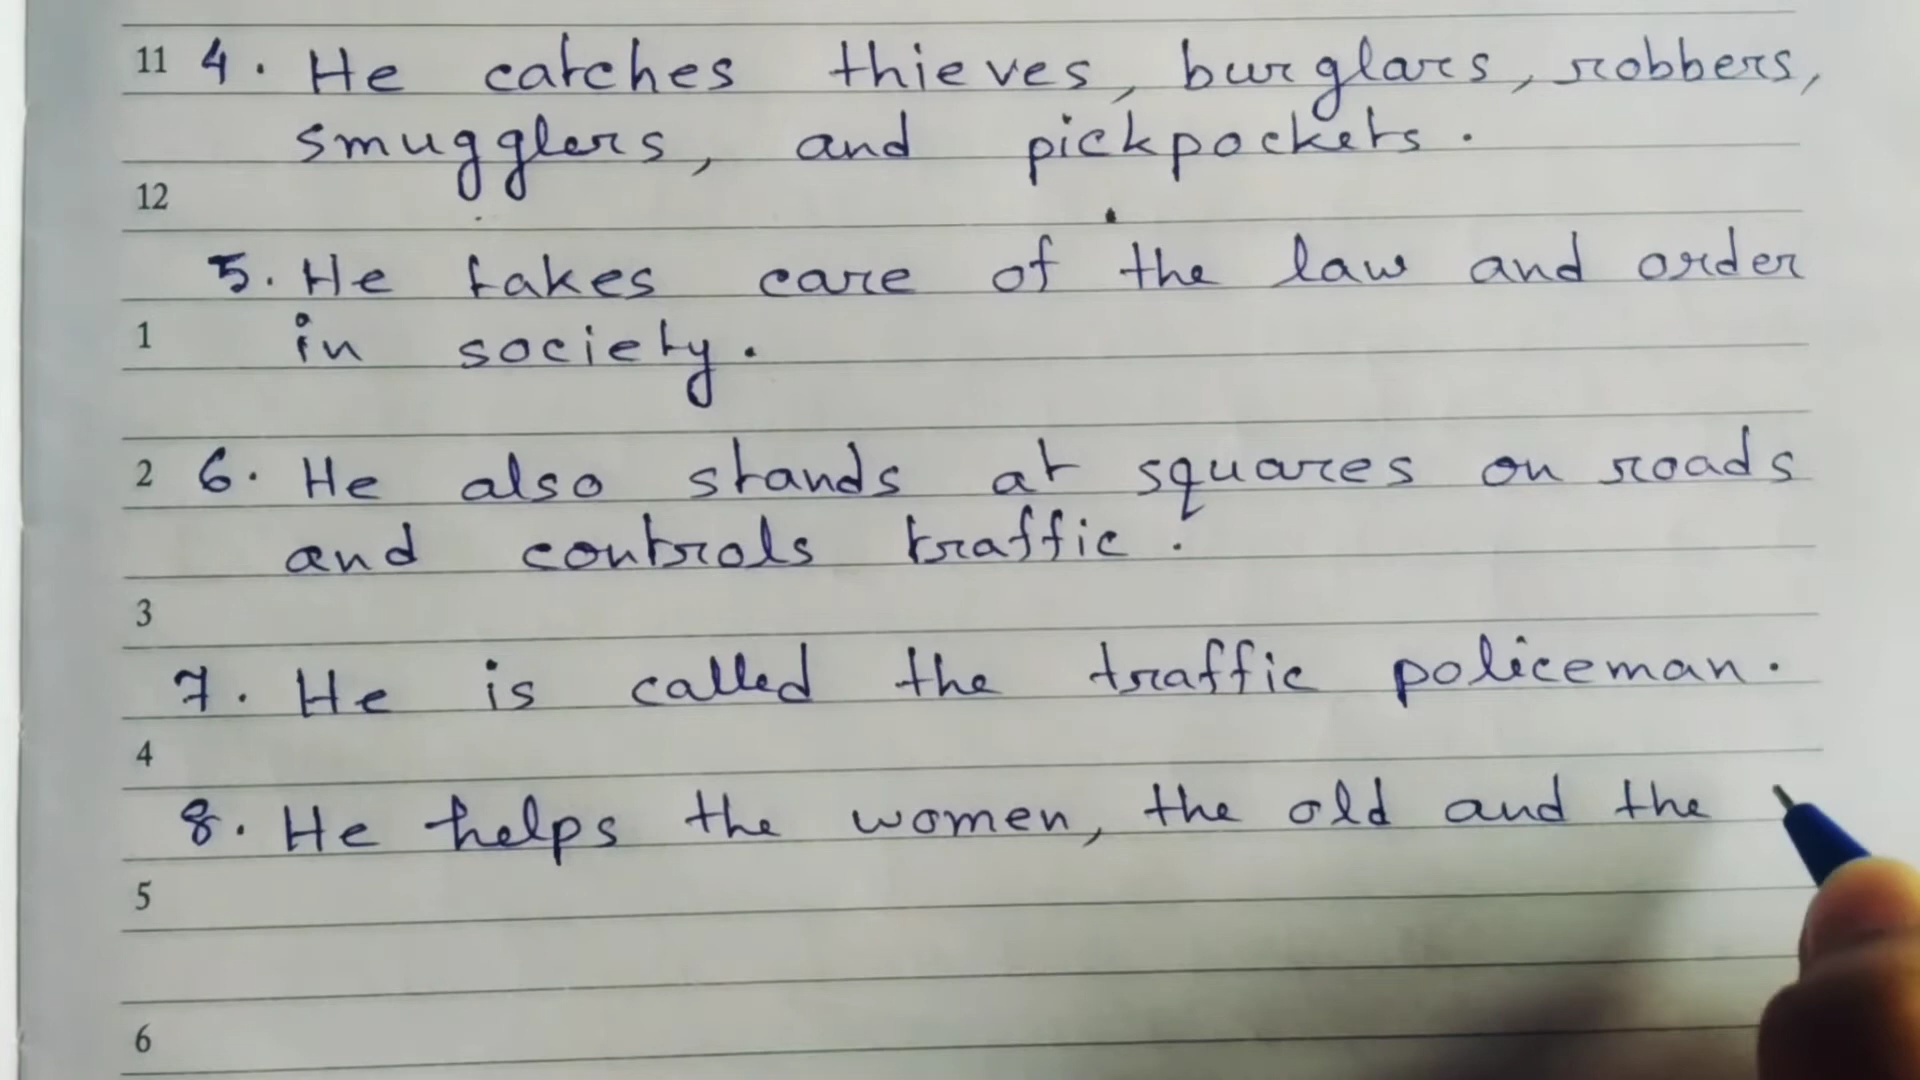 11 4. He catches thieves, burglars, robbers,
smugglers, and pickpockets.
12
5. He takes care of the law and order
1 in society.
2 6. He also stands at squares on roads
and controls traffic.
3
7. He is called the traffic policeman.
4
8. He helps the women, the old and the
5
6